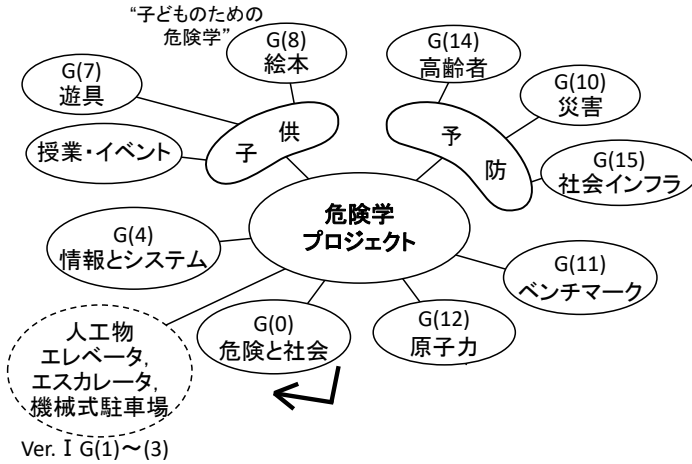 “子どものための
危険学”
G(8)
絵本
G(14)
高齢者
G(7)
遊具
G(10)
災害
子 供
予 防
授業・イベント
G(15)
社会インフラ
危険学
プロジェクト
G(4)
情報とシステム
G(11)
ベンチマーク
人工物
エレベータ,
エスカレータ,
機械式駐車場
G(0)
危険と社会
G(12)
原子力
Ver. I G(1)～(3)